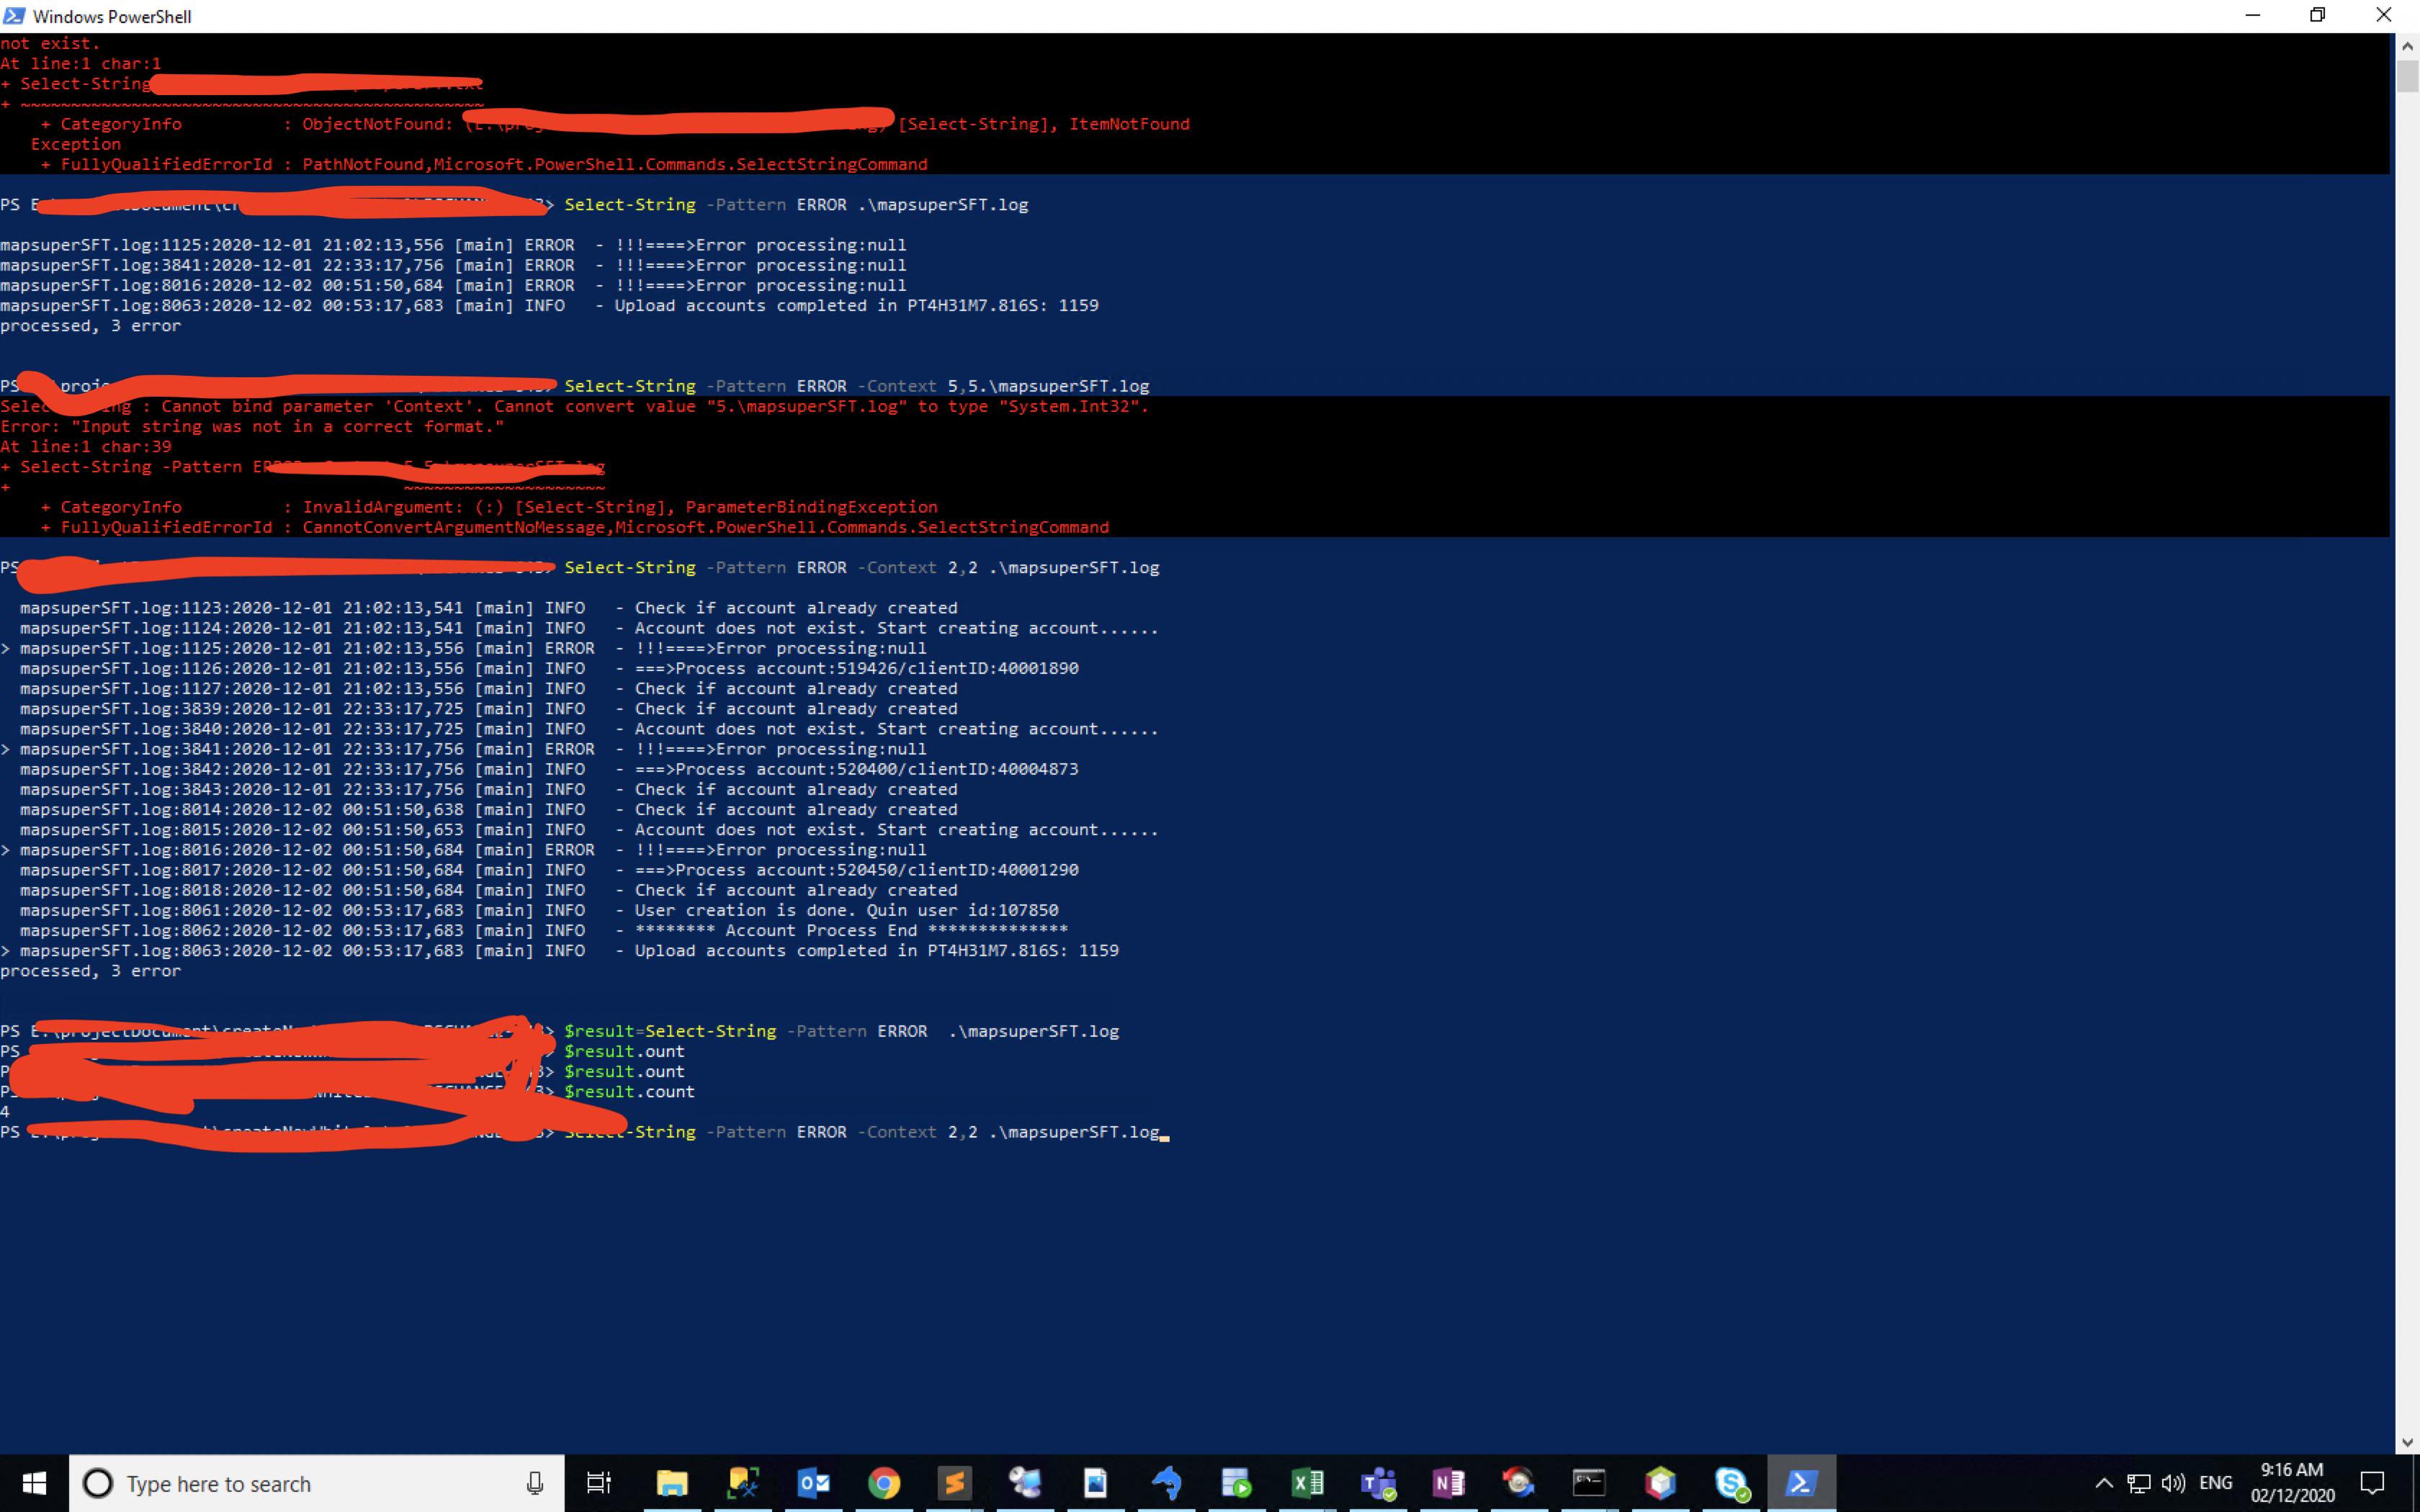 Windows PowerShell
not exist.
At line:1 char:1
+ Select-String
+ ~~~~~~~~~~~~~~~~~~~~~~~~~~~~~~~~~~~~~~~~~~~~~~
+ CategoryInfo : ObjectNotFound: [Select-String], ItemNotFound
Exception
+ FullyQualifiedErrorId : PathNotFound,Microsoft.PowerShell.Commands.SelectStringCommand
PS E > Select-String -Pattern ERROR .\mapsuperSFT.log
mapsuperSFT.log:1125:2020-12-01 21:02:13,556 [main] ERROR - !!!====>Error processing:null
mapsuperSFT.log:3841:2020-12-01 22:33:17,756 [main] ERROR - !!!====>Error processing:null
mapsuperSFT.log:8016:2020-12-02 00:51:50,684 [main] ERROR - !!!====>Error processing:null
mapsuperSFT.log:8063:2020-12-02 00:53:17,683 [main] INFO - Upload accounts completed in PT4H31M7.816S: 1159
processed, 3 error
PS Select-String -Pattern ERROR -Context 5,5.\mapsuperSFT.log
: Cannot bind parameter 'Context'. Cannot convert value "5.\mapsuperSFT.log" to type "System.Int32".
Error: "Input string was not in a correct format."
At line:1 char:39
+ Select-String -Pattern
+ ~~~~~~~~~~~~~~~~~~~~
+ CategoryInfo : InvalidArgument: (:) [Select-String], ParameterBindingException
+ FullyQualifiedErrorId : CannotConvertArgumentNoMessage,Microsoft.PowerShell.Commands.SelectStringCommand
PS Select-String -Pattern ERROR -Context 2,2 .\mapsuperSFT.log
mapsuperSFT.log:1123:2020-12-01 21:02:13,541 [main] INFO - Check if account already created
mapsuperSFT.log:1124:2020-12-01 21:02:13,541 [main] INFO - Account does not exist. Start creating account......
> mapsuperSFT.log:1125:2020-12-01 21:02:13,556 [main] ERROR - !!!====>Error processing:null
mapsuperSFT.log:1126:2020-12-01 21:02:13,556 [main] INFO - ===>Process account:519426/clientID:40001890
mapsuperSFT.log:1127:2020-12-01 21:02:13,556 [main] INFO - Check if account already created
mapsuperSFT.log:3839:2020-12-01 22:33:17,725 [main] INFO - Check if account already created
mapsuperSFT.log:3840:2020-12-01 22:33:17,725 [main] INFO - Account does not exist. Start creating account......
> mapsuperSFT.log:3841:2020-12-01 22:33:17,756 [main] ERROR - !!!====>Error processing:null
mapsuperSFT.log:3842:2020-12-01 22:33:17,756 [main] INFO - ===>Process account:520400/clientID:40004873
mapsuperSFT.log:3843:2020-12-01 22:33:17,756 [main] INFO - Check if account already created
mapsuperSFT.log:8014:2020-12-02 00:51:50,638 [main] INFO - Check if account already created
mapsuperSFT.log:8015:2020-12-02 00:51:50,653 [main] INFO - Account does not exist. Start creating account......
> mapsuperSFT.log:8016:2020-12-02 00:51:50,684 [main] ERROR - !!!====>Error processing:null
mapsuperSFT.log:8017:2020-12-02 00:51:50,684 [main] INFO - ===>Process account:520450/clientID:40001290
mapsuperSFT.log:8018:2020-12-02 00:51:50,684 [main] INFO - Check if account already created
mapsuperSFT.log:8061:2020-12-02 00:53:17,683 [main] INFO - User creation is done. Quin user id:107850
mapsuperSFT.log:8062:2020-12-02 00:53:17,683 [main] INFO - ******** Account Process End **************
> mapsuperSFT.log:8063:2020-12-02 00:53:17,683 [main] INFO - Upload accounts completed in PT4H31M7.816S: 1159
processed, 3 error
PS > $result=Select-String -Pattern ERROR .\mapsuperSFT.log
PS $result.ount
> $result.ount
> $result.count
4
PS Select-String -Pattern ERROR -Context 2,2 .\mapsuperSFT.log
Type here to search
ENG
9:16 AM
02/12/2020